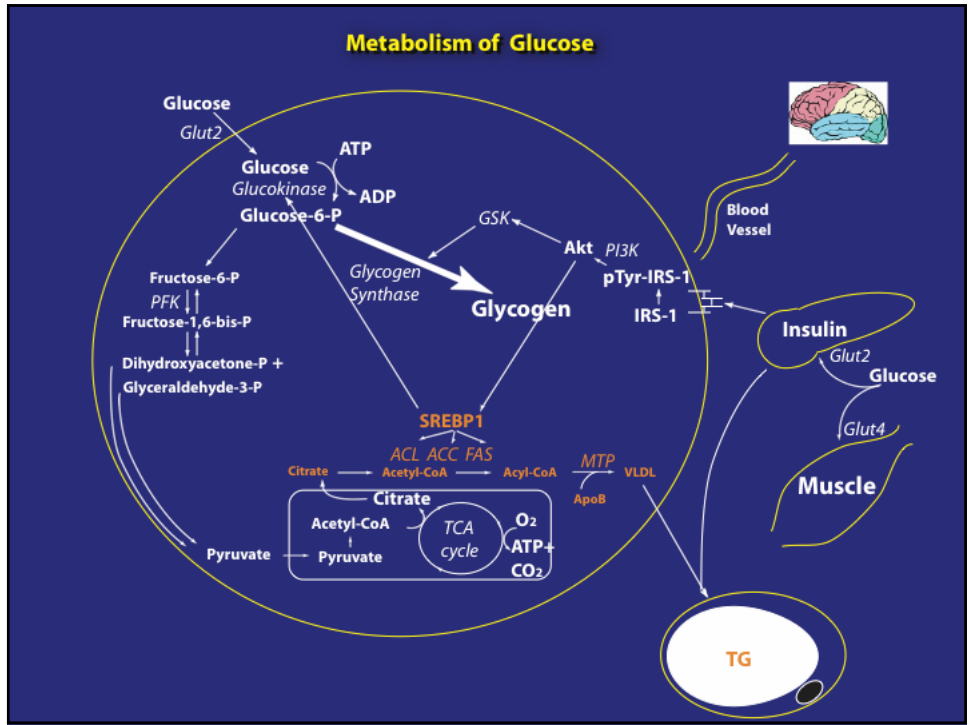 Metabolism of Glucose
Glucose
Glut2
Glucose
ATP
Glucokinase
ADP
Glucose-6-P
GSK
Blood
Vessel
Akt
PI3K
Fructose-6-P
Glycogen
Synthase
pTyr-IRS-1
PFK
Glycogen
IRS-1
Fructose-1,6-bis-P
Insulin
Dihydroxyacetone-P +
Glyceraldehyde-3-P
Glut2
Glucose
SREBP1
Glut4
ACL ACC FAS
MTP
Citrate
Acetyl-CoA
Acyl-CoA
VLDL
ApoB
Muscle
Citrate
Acetyl-CoA
TCA
cycle
O2
ATP+
CO2
Pyruvate
Pyruvate
TG